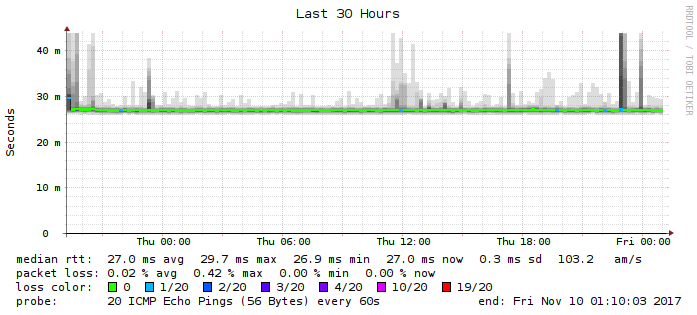 Last 30 Hours
RRDTOOL / TOBI OETIKER
Seconds
40 m
30 m
20 m
10 m
0
Thu 00:00 Thu 06:00 Thu 12:00 Thu 18:00 Fri 00:00
median rtt: 27.0 ms avg 29.7 ms max 26.9 ms min 27.0 ms now 0.3 ms sd 103.2 am/s
packet loss: 0.02 % avg 0.42 % max 0.00 % min 0.00 % now
loss color: 0 1/20 2/20 3/20 4/20 10/20 19/20
probe: 20 ICMP Echo Pings (56 Bytes) every 60s end: Fri Nov 10 01:10:03 2017